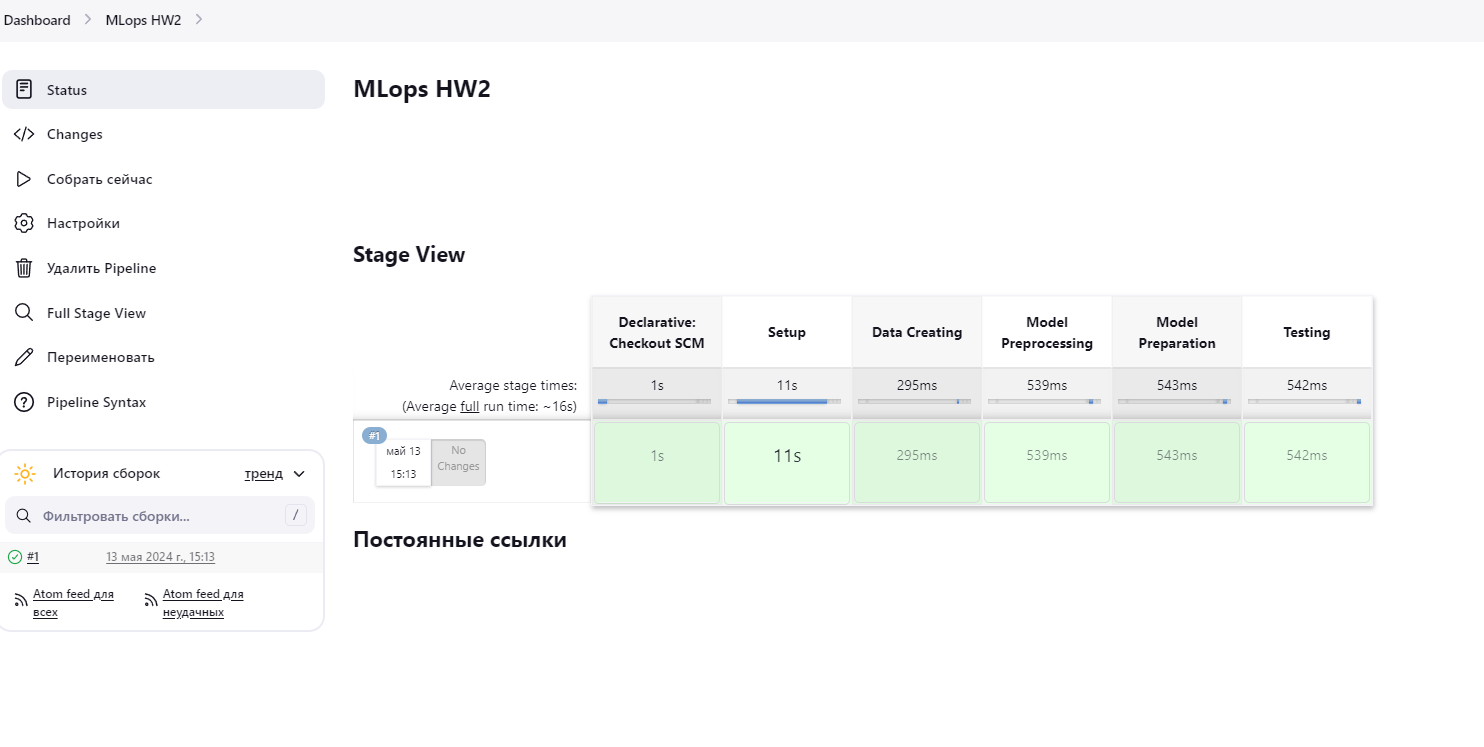 Dashboard
MLops HW2
Status
Changes
Собрать сейчас
Настройки
Удалить Pipeline
Full Stage View
Переименовать
Pipeline Syntax
История сборок
тренд
Фильтровать сборки...
/
#1
13 мая 2024 г., 15:13
Atom feed для
всех
Atom feed для
неудачных
MLops HW2
Stage View
Declarative:
Checkout SCM
Setup
Data Creating
Model
Preprocessing
Model
Preparation
Testing
Average stage times:
(Average full run time: ~16s)
1s
11s
295ms
539ms
543ms
542ms
#1
май 13
15:13
No
Changes
1s
11s
295ms
539ms
543ms
542ms
Постоянные ссылки